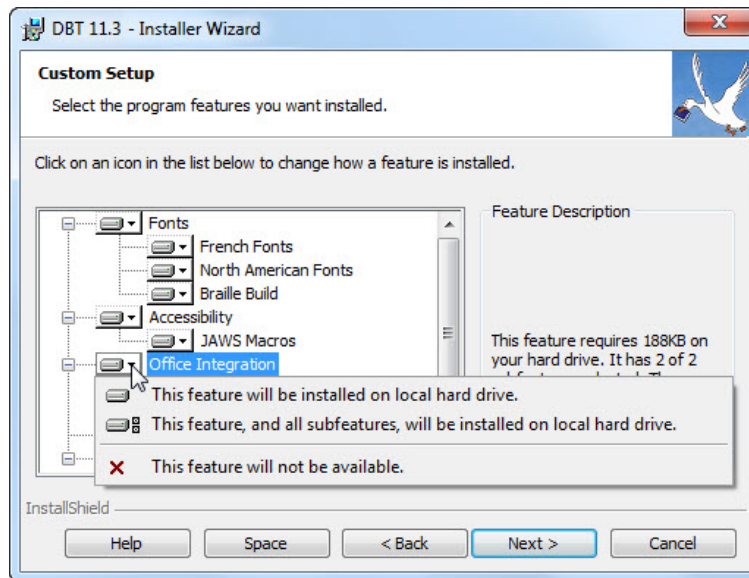 DBT 11.3 - Installer Wizard
Custom Setup
Select the program features you want installed.
Click on an icon in the list below to change how a feature is installed.
Fonts
French Fonts
North American Fonts
Braille Build
Accessibility
JAWS Macros
Office Integration
Feature Description
This feature requires 188KB on
your hard drive. It has 2 of 2
This feature will be installed on local hard drive.
This feature, and all subfeatures, will be installed on local hard drive.
This feature will not be available.
InstallShield
Help
Space
< Back
Next >
Cancel